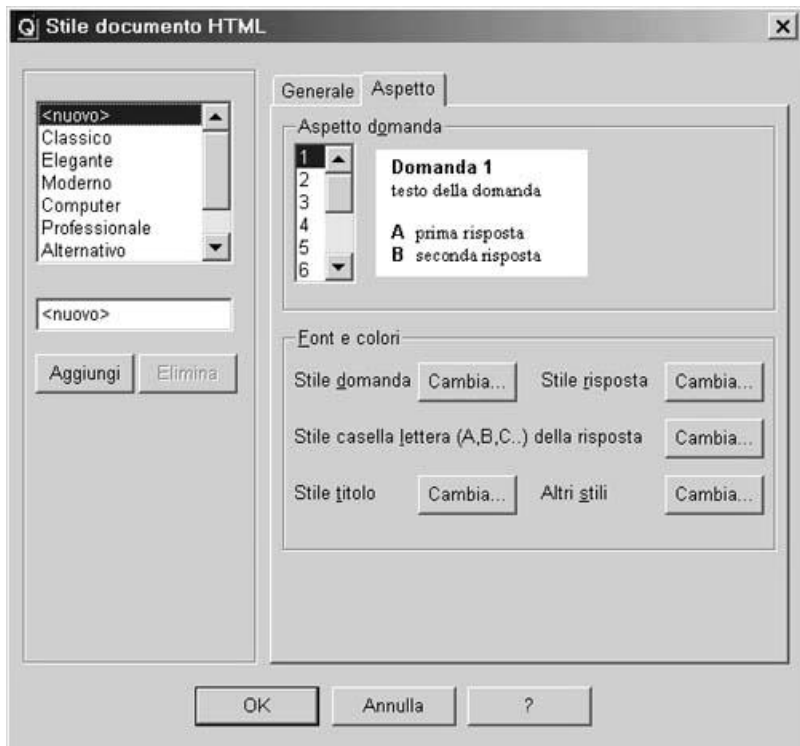 Stile documento HTML
<nuovo>
Classico
Elegante
Moderno
Computer
Professionale
Alternativo
<nuovo>
Aggiungi Elimina
Generale Aspetto
Aspetto domanda
1
2
3
4
5
6
Domanda 1
testo della domanda
A prima risposta
B seconda risposta
Font e colori
Stile domanda Cambia... Stile risposta Cambia...
Stile casella lettera (A,B,C..) della risposta Cambia...
Stile titolo Cambia... Altri stili Cambia...
OK Annulla ?